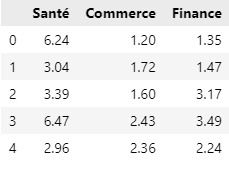 Santé Commerce Finance
0 6.24 1.20 1.35
1 3.04 1.72 1.47
2 3.39 1.60 3.17
3 6.47 2.43 3.49
4 2.96 2.36 2.24